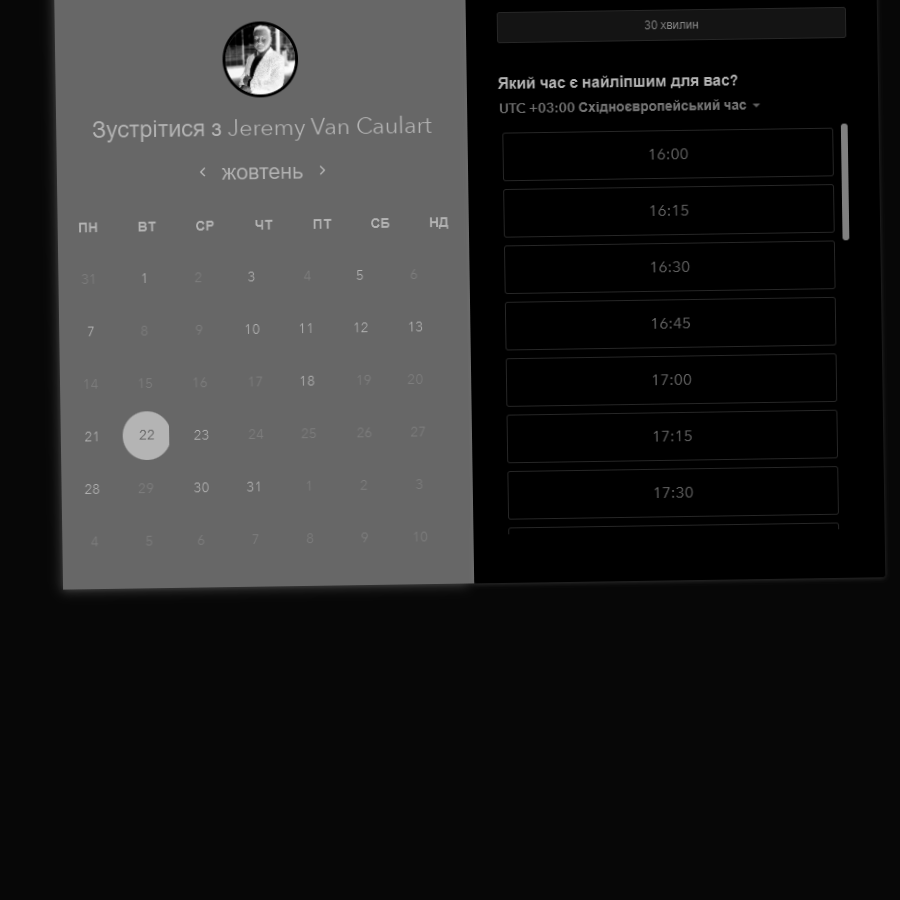 Зустрітися з Jeremy Van Caulart
‹ жовтень ›
ПН ВТ СР ЧТ ПТ СБ НД
31 1 2 3 4 5 6
7 8 9 10 11 12 13
14 15 16 17 18 19 20
21 22 23 24 25 26 27
28 29 30 31 1 2 3
4 5 6 7 8 9 10
30 хвилин
Який час є найліпшим для вас?
UTC +03:00 Східноєвропейський час
16:00
16:15
16:30
16:45
17:00
17:15
17:30